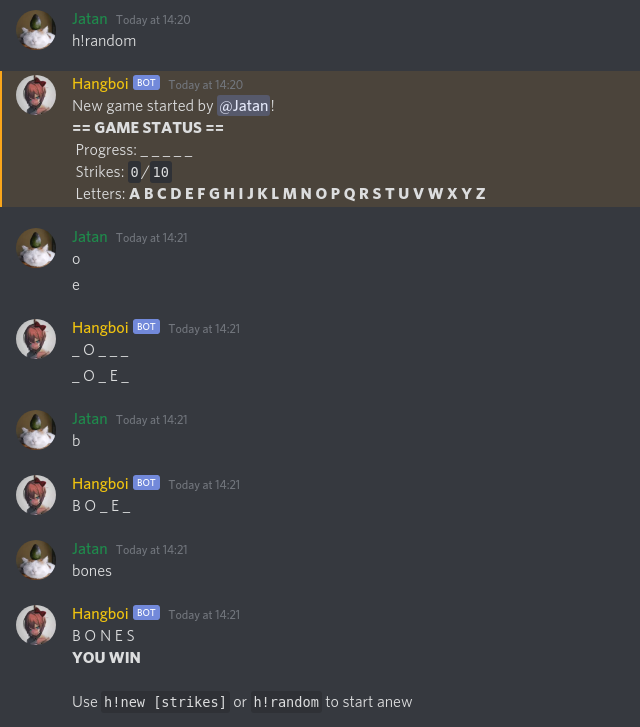 Jatan Today at 14:20
h!random
Hangboi BOT Today at 14:20
New game started by @Jatan!
== GAME STATUS ==
Progress: _ _ _ _ _
Strikes: 0/10
Letters: A B C D E F G H I J K L M N O P Q R S T U V W X Y Z
Jatan Today at 14:21
o
e
Hangboi BOT Today at 14:21
_ O _ _ _
_ O _ E _
Jatan Today at 14:21
b
Hangboi BOT Today at 14:21
B O _ E _
Jatan Today at 14:21
bones
Hangboi BOT Today at 14:21
B O N E S
YOU WIN
Use h!new [strikes] or h!random to start anew